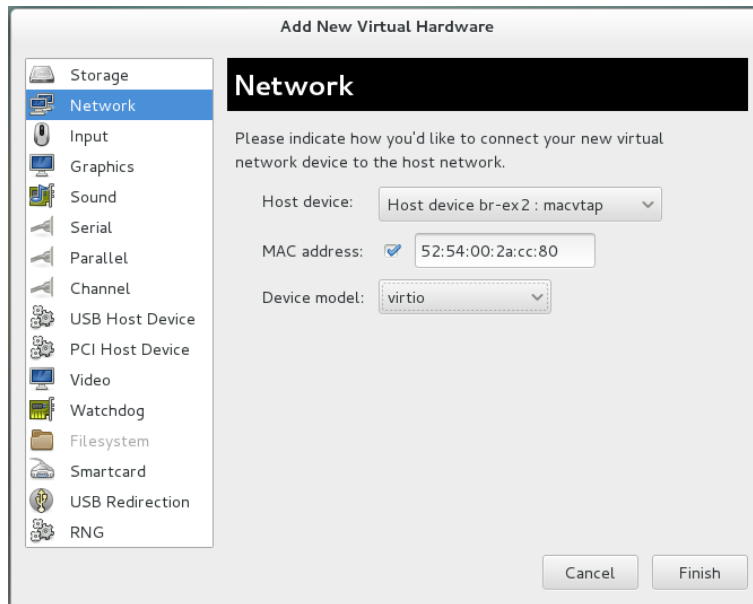 Add New Virtual Hardware
Storage
Network
Input
Graphics
Sound
Serial
Parallel
Channel
USB Host Device
PCI Host Device
Video
Watchdog
Filesystem
Smartcard
USB Redirection
RNG
Network
Please indicate how you'd like to connect your new virtual
network device to the host network.
Host device: Host device br-ex2 : macvtap
MAC address: 52:54:00:2a:cc:80
Device model: virtio
Cancel Finish